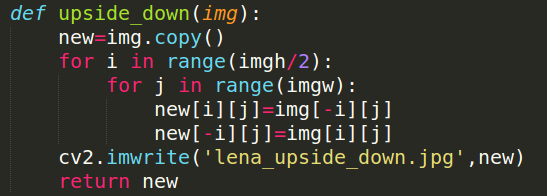 def upside_down(img):
    new=img.copy()
    for i in range(imgh/2):
        for j in range(imgw):
            new[i][j]=img[-i][j]
            new[-i][j]=img[i][j]
    cv2.imwrite('lena_upside_down.jpg',new)
    return new